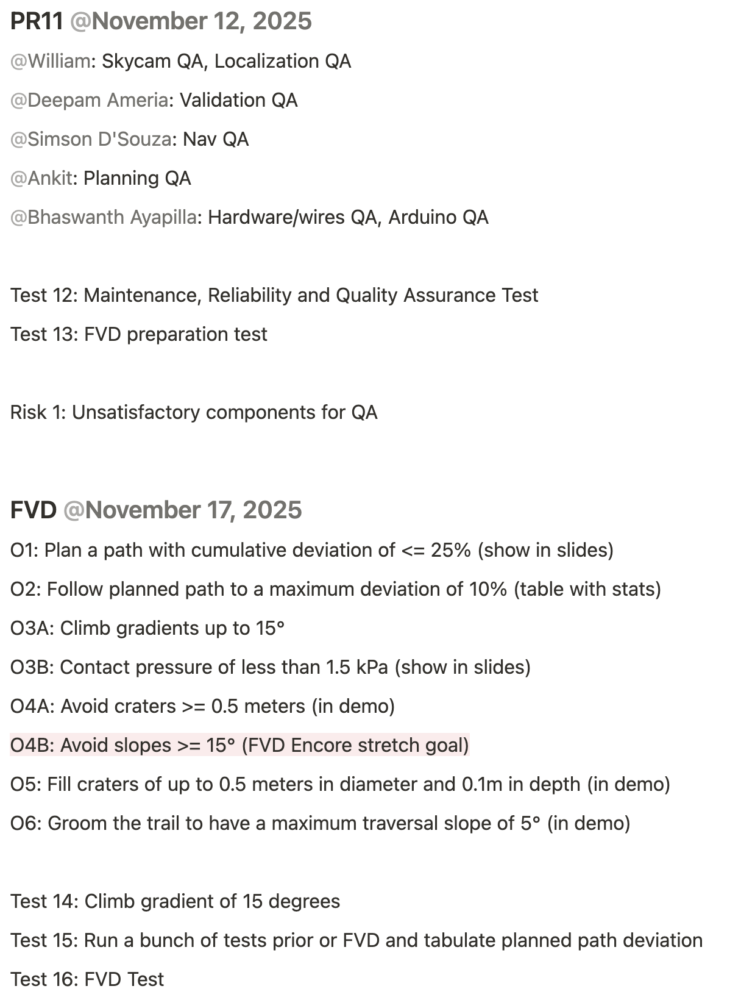 PR11 @November 12, 2025
@William: Skycam QA, Localization QA
@Deepam Ameria: Validation QA
@Simson D'Souza: Nav QA
@Ankit: Planning QA
@Bhaswanth Ayapilla: Hardware/wires QA, Arduino QA
Test 12: Maintenance, Reliability and Quality Assurance Test
Test 13: FVD preparation test
Risk 1: Unsatisfactory components for QA
FVD @November 17, 2025
O1: Plan a path with cumulative deviation of <= 25% (show in slides)
O2: Follow planned path to a maximum deviation of 10% (table with stats)
O3A: Climb gradients up to 15º
O3B: Contact pressure of less than 1.5 kPa (show in slides)
O4A: Avoid craters >= 0.5 meters (in demo)
O4B: Avoid slopes >= 15º (FVD Encore stretch goal)
O5: Fill craters of up to 0.5 meters in diameter and 0.1m in depth (in demo)
O6: Groom the trail to have a maximum traversal slope of 5º (in demo)
Test 14: Climb gradient of 15 degrees
Test 15: Run a bunch of tests prior or FVD and tabulate planned path deviation
Test 16: FVD Test